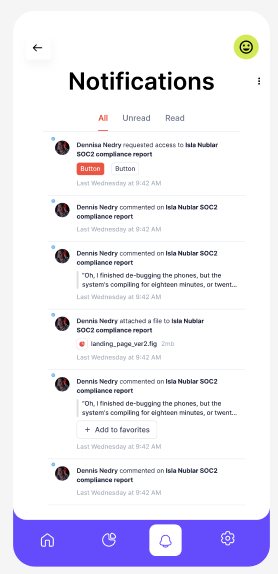 Notifications
All Unread Read
Dennisa Nedry requested access to Isla Nublar
SOC2 compliance report
Button Button
Last Wednesday at 9:42 AM
Dennis Nedry commented on Isla Nublar SOC2
compliance report
Last Wednesday at 9:42 AM
Dennis Nedry commented on Isla Nublar SOC2
compliance report
"Oh, I finished de-bugging the phones, but the
system's compiling for eighteen minutes, or twent...
Last Wednesday at 9:42 AM
Dennis Nedry attached a file to Isla Nublar
SOC2 compliance report
landing_page_ver2.fig 2mb
Last Wednesday at 9:42 AM
Dennis Nedry commented on Isla Nublar SOC2
compliance report
"Oh, I finished de-bugging the phones, but the
system's compiling for eighteen minutes, or twent...
+ Add to favorites
Last Wednesday at 9:42 AM
Dennis Nedry commented on Isla Nublar SOC2
compliance report
Last Wednesday at 9:42 AM